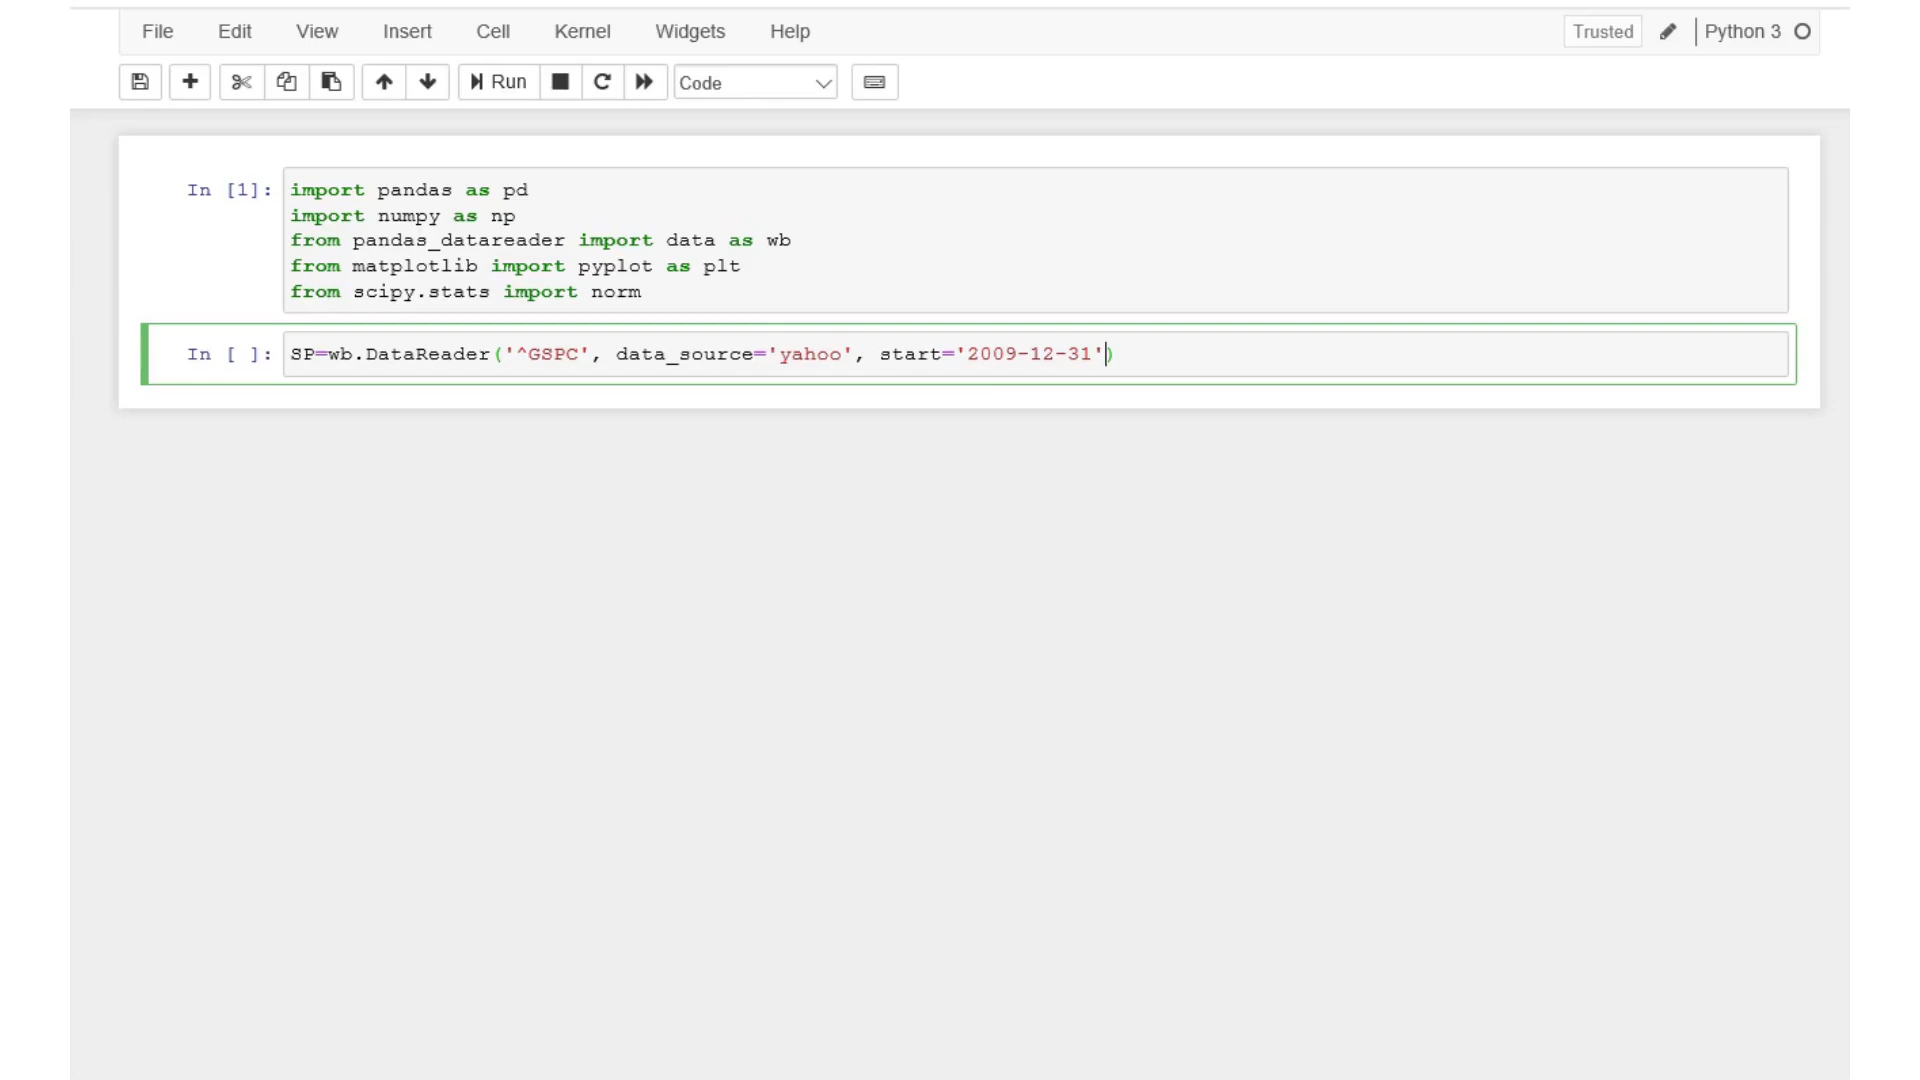 File Edit View Insert Cell Kernel Widgets Help Trusted Python 3
Run Code
In [1]: import pandas as pd
import numpy as np
from pandas_datareader import data as wb
from matplotlib import pyplot as plt
from scipy.stats import norm
In [ ]: SP=wb.DataReader('^GSPC', data_source='yahoo', start='2009-12-31')